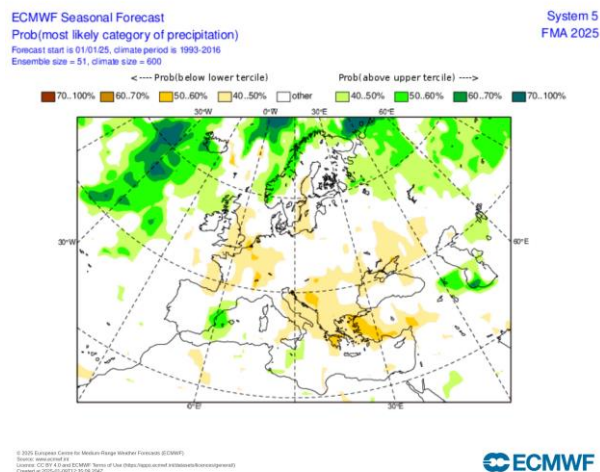 ECMWF Seasonal Forecast
System 5
Prob(most likely category of precipitation)
FMA 2025
Forecast start is 01/01/25, climate period is 1993-2016
Ensemble size = 51, climate size = 600
<---- Prob(below lower tercile)
Prob(above upper tercile) ---->
70..100% 60..70% 50..60% 40..50% other 40..50% 50..60% 60..70% 70..100%
30°W 0°W 30°E 60°E
30°W
60°E
0°E 30°E
© 2025 European Centre for Medium-Range Weather Forecasts (ECMWF)
Source: www.ecmwf.int
ECMWF